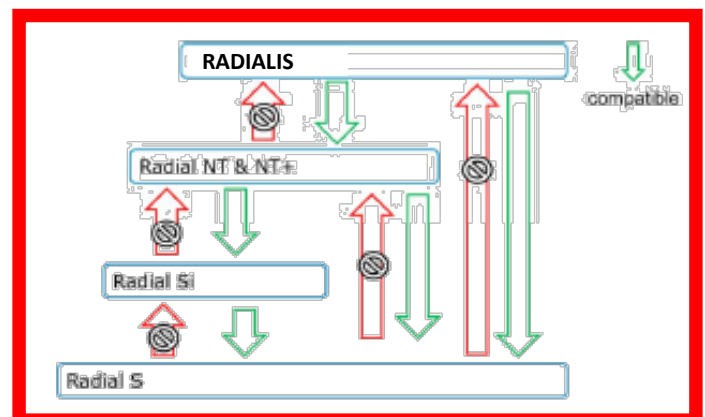 RADIALIS
compatible
Radial NT & NT+
Radial Si
Radial S